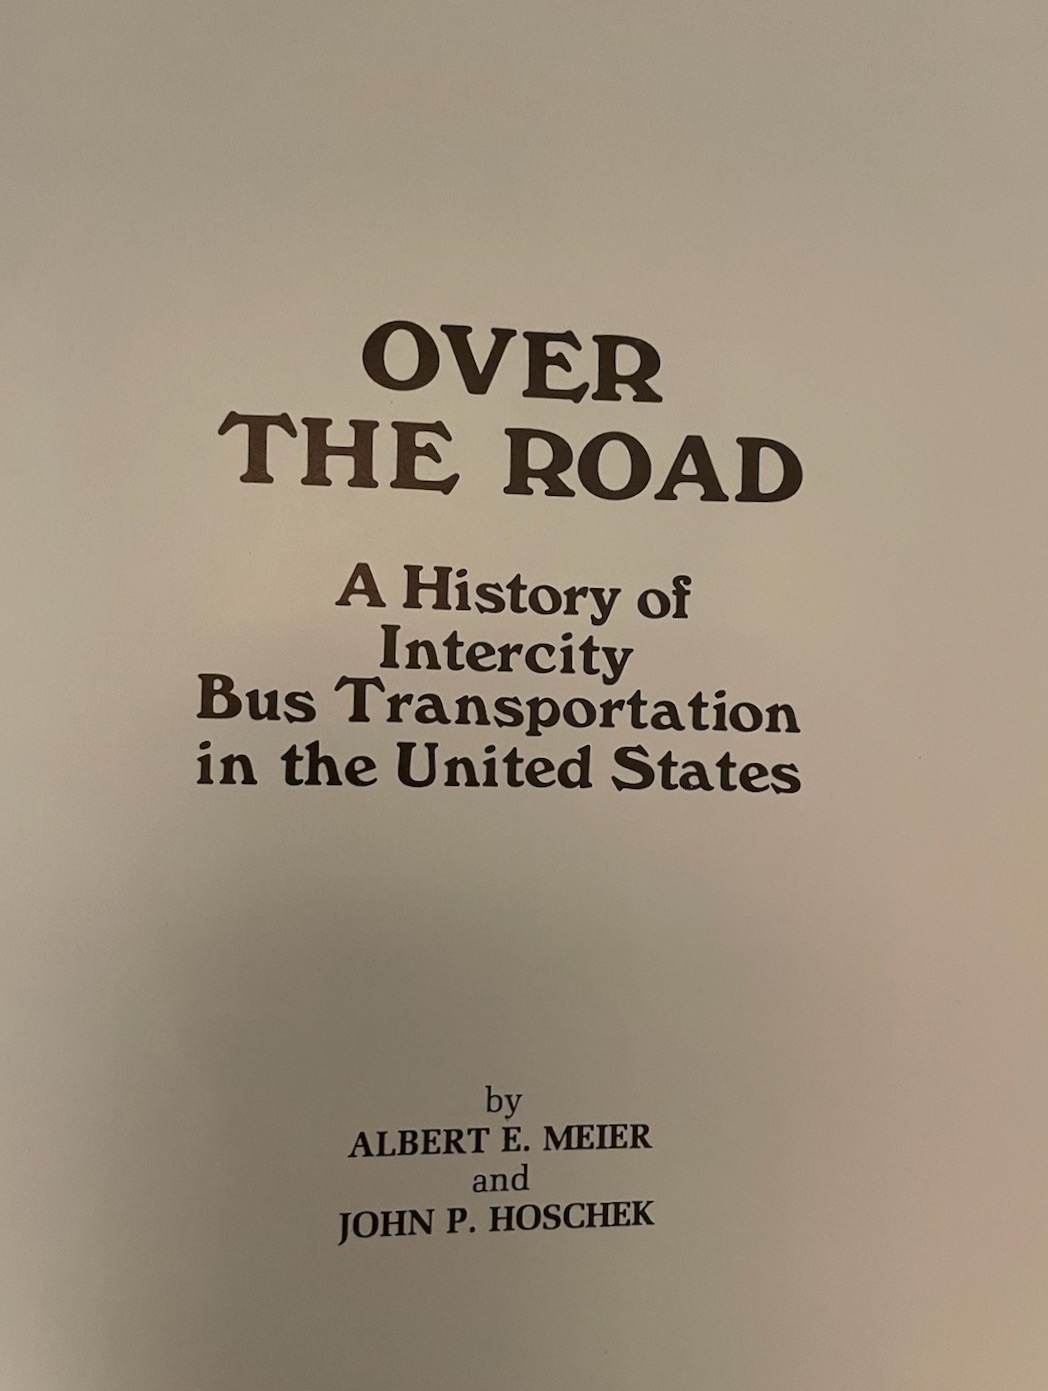 OVER
THE ROAD
A History of
Intercity
Bus Transportation
in the United States
by
ALBERT E. MEIER
and
JOHN P. HOSCHEK